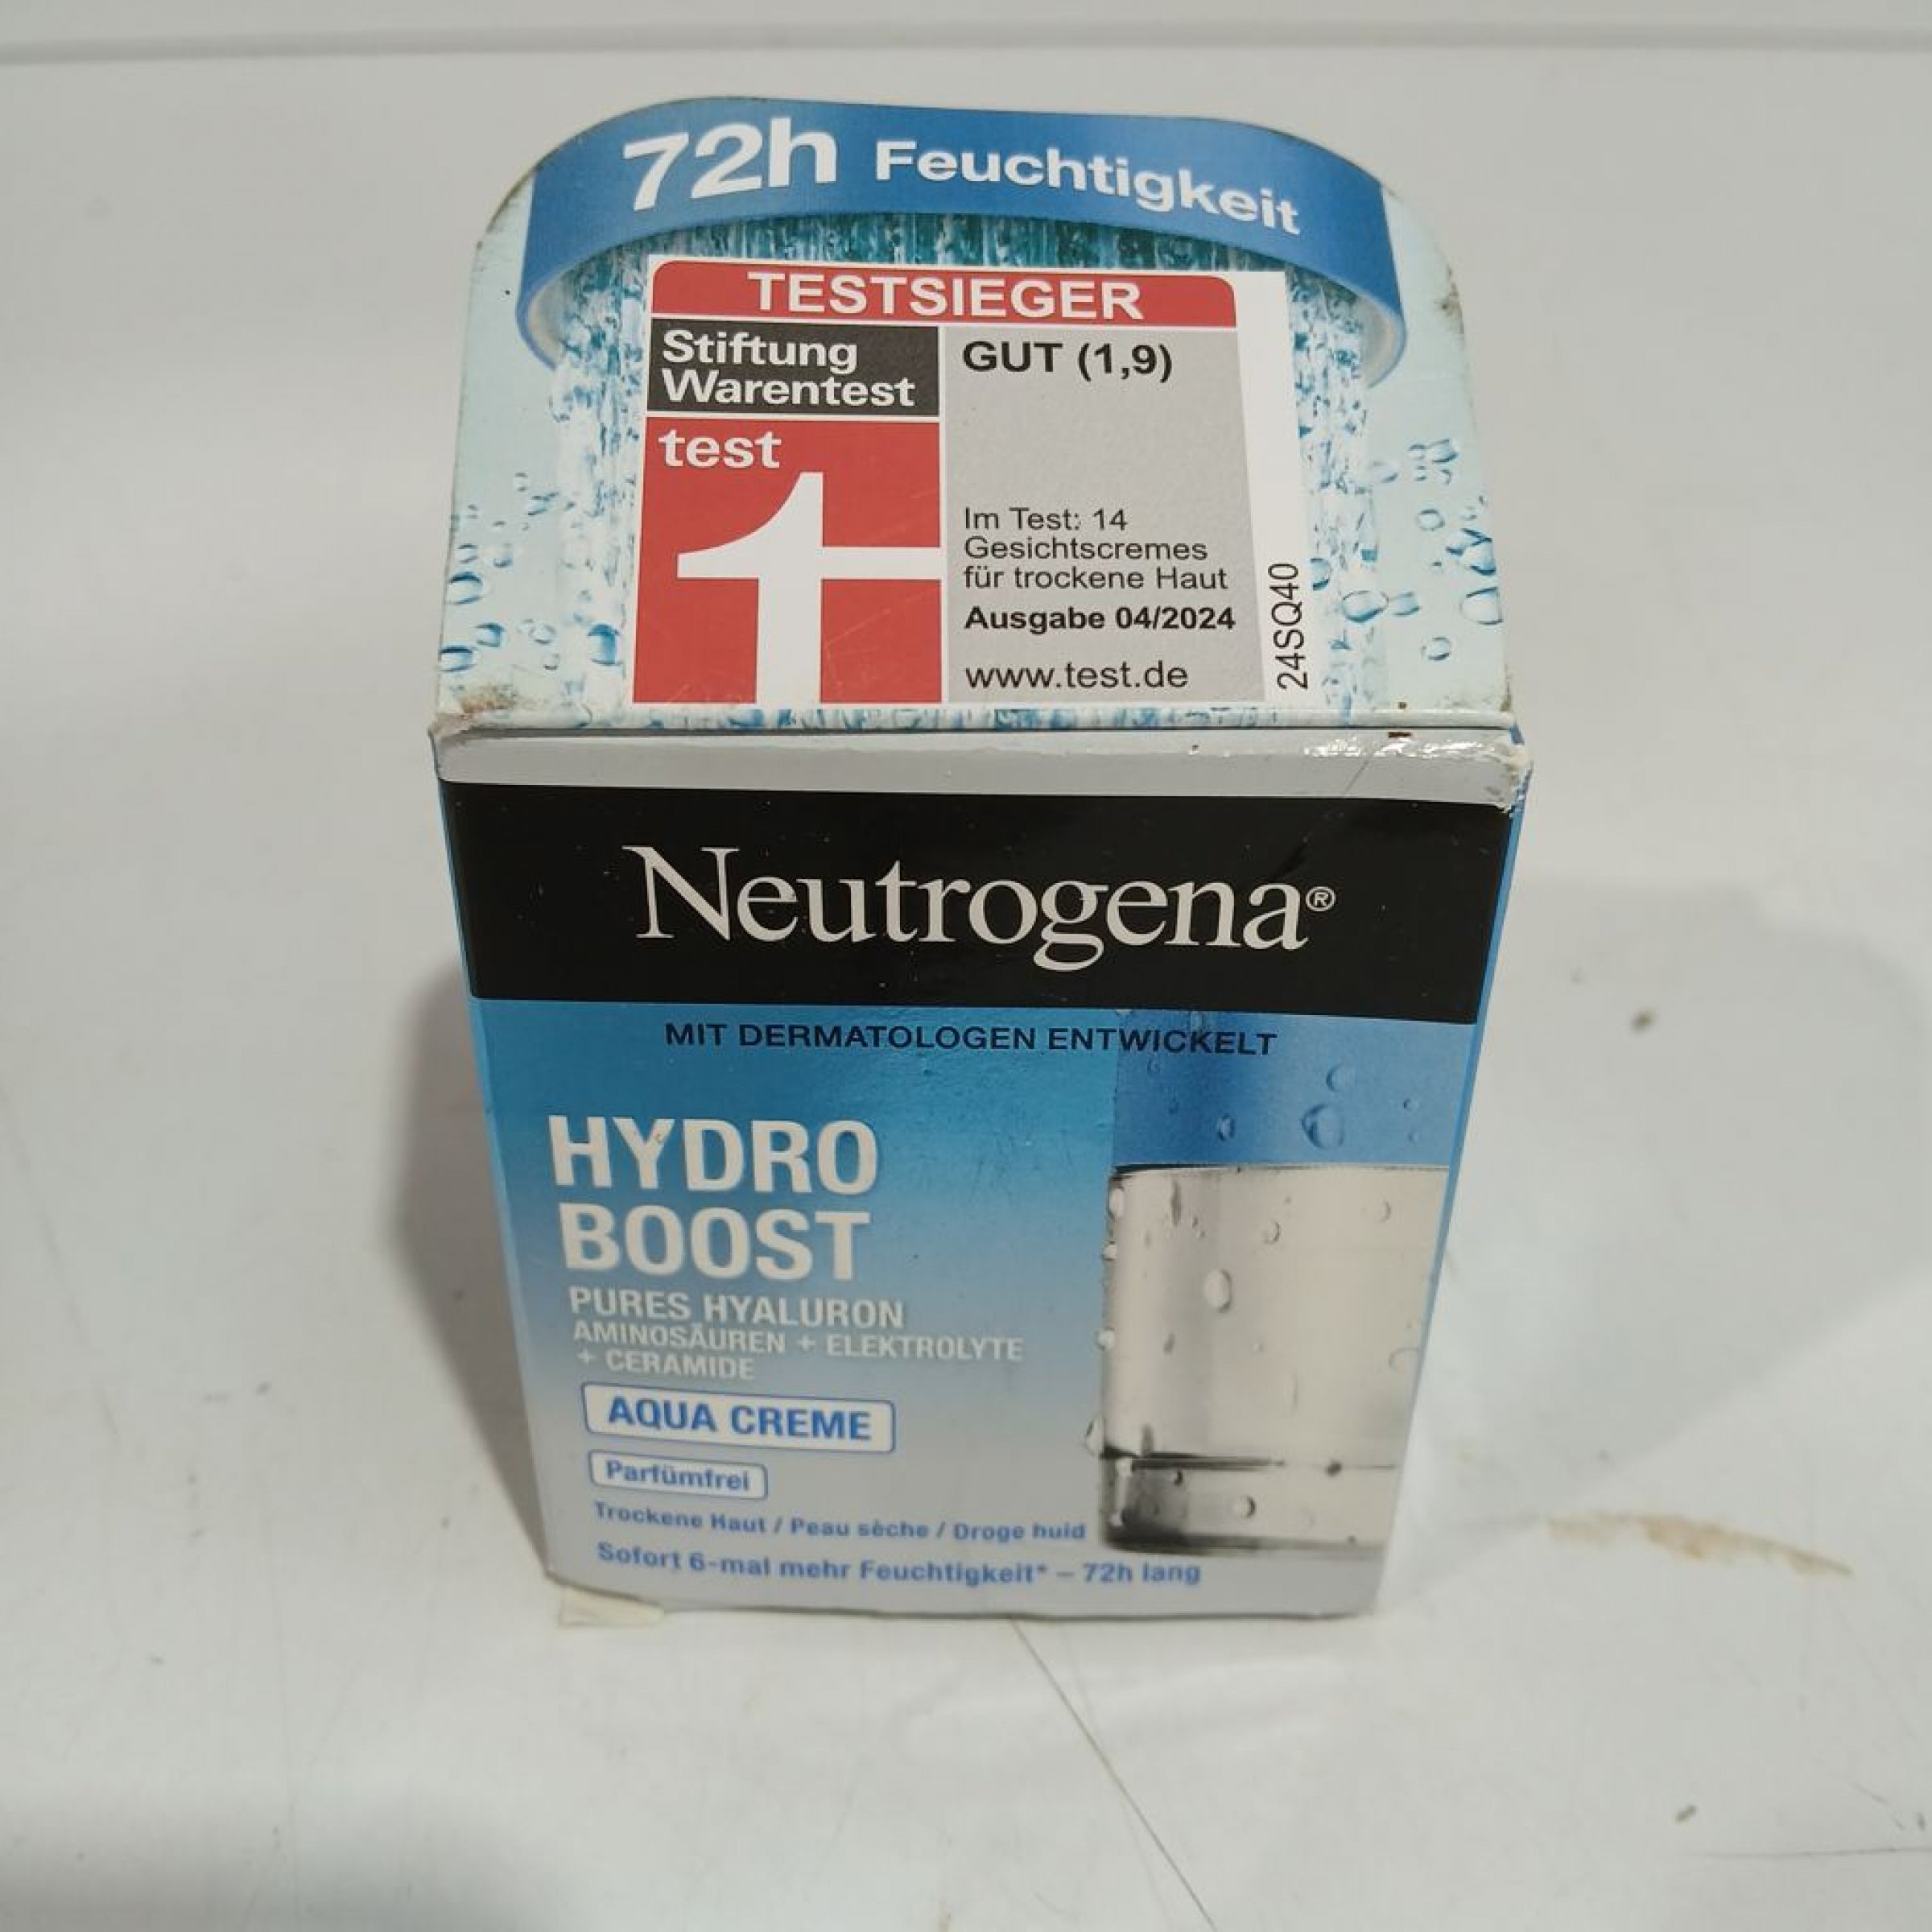 72h Feuchtigkeit
TESTSIEGER
Stiftung
Warentest
test
GUT (1,9)
Im Test: 14
Gesichtscremes
für trockene Haut
Ausgabe 04/2024
www.test.de
24SQ40
Neutrogena®
MIT DERMATOLOGEN ENTWICKELT
HYDRO
BOOST
PURES HYALURON
AMINOSÄUREN + ELEKTROLYTE
+ CERAMIDE
AQUA CREME
Parfümfrei
Trockene Haut / Peau sèche / Droge huid
Sofort 6-mal mehr Feuchtigkeit* – 72h lang